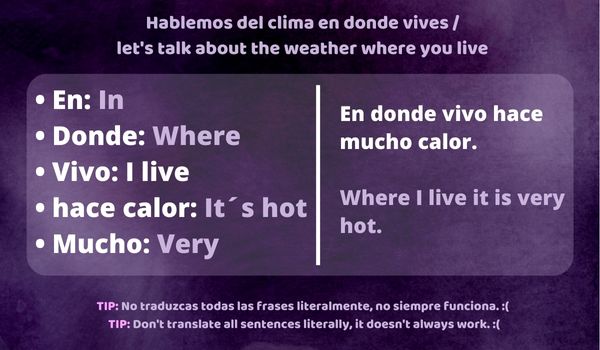 Hablemos del clima en donde vives /
let's talk about the weather where you live
• En: In
• Donde: Where
• Vivo: I live
• hace calor: It´s hot
• Mucho: Very
En donde vivo hace
mucho calor.
Where I live it is very
hot.
TIP: No traduzcas todas las frases literalmente, no siempre funciona. :(
TIP: Don't translate all sentences literally, it doesn't always work. :(